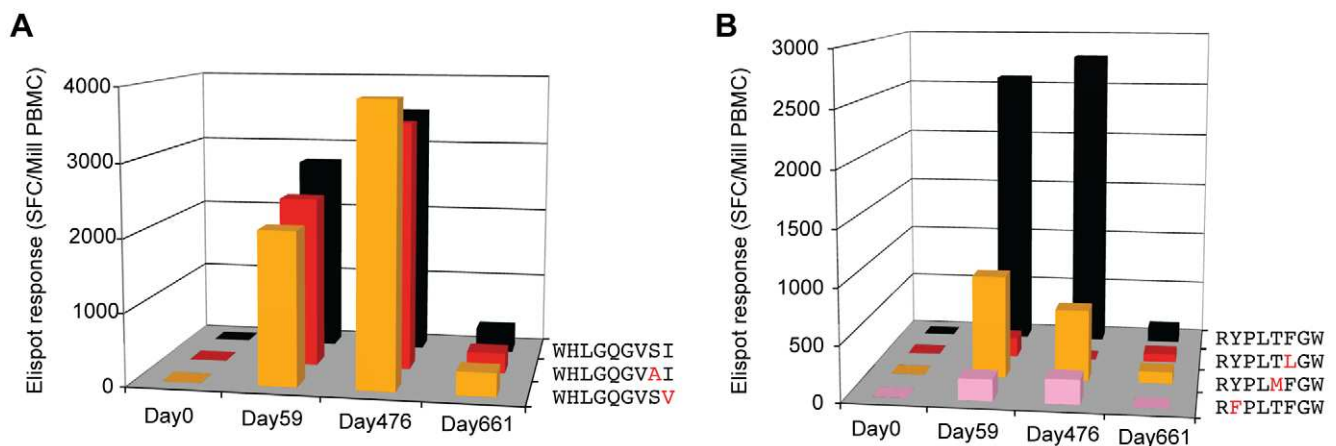 A
Elispot response (SFC/Mill PBMC)
4000
3000
2000
1000
0
Day0
Day59
Day476
Day661
WHLGQGVSI
WHLGQGVAI
WHLGQGVSV
B
Elispot response (SFC/Mill PBMC)
3000
2500
2000
1500
1000
500
0
Day0
Day59
Day476
Day661
RYPLTFGW
RYPLTLGW
RYPLMFGW
RFPLTFGW